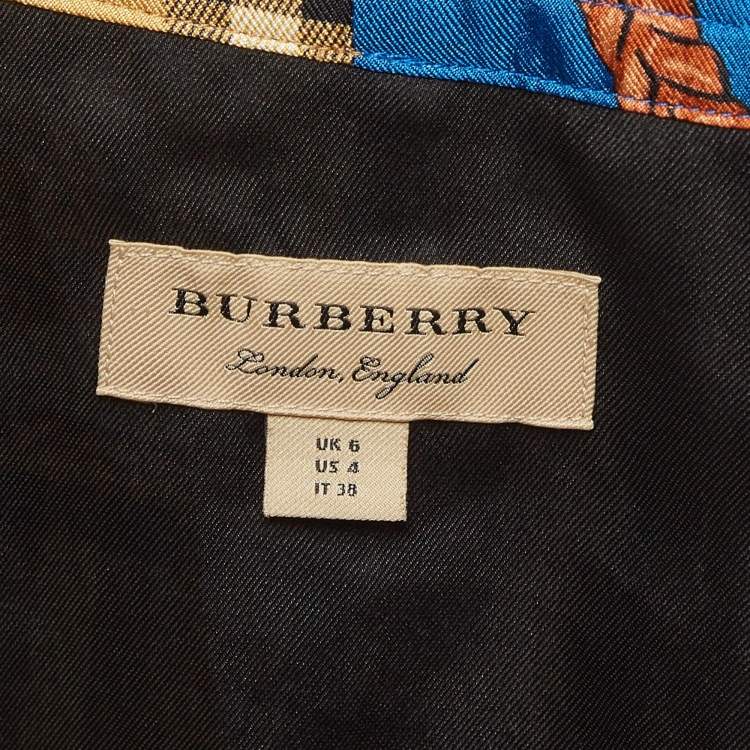 BURBERRY
London, England
UK 6
US 4
IT 38